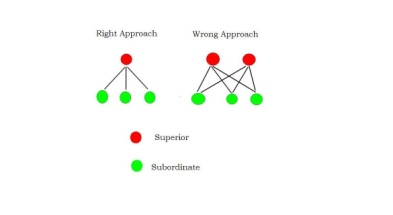 Right Approach
Wrong Approach
Superior
Subordinate